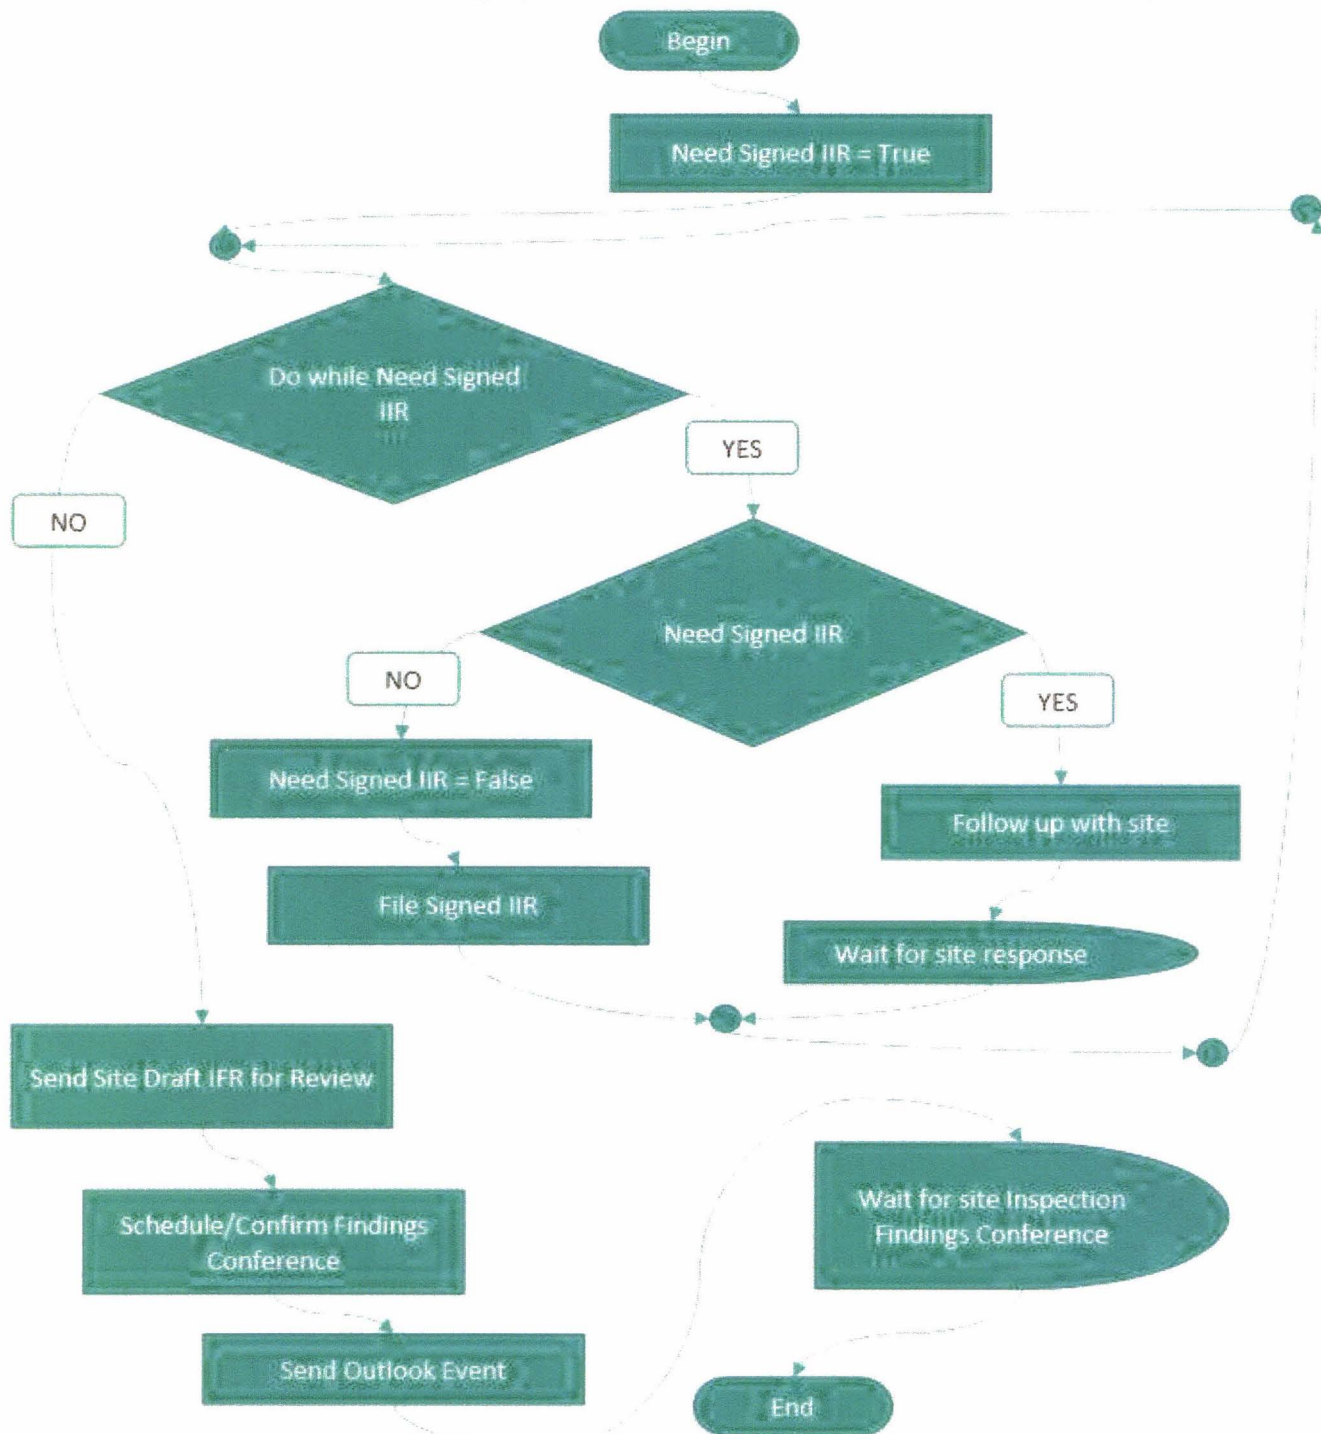 Begin
Need Signed IIR = True
Do while Need Signed
IIR
YES
NO
Need Signed IIR
NO
YES
Need Signed IIR = False
Follow up with site
File Signed IIR
Wait for site response
Send Site Draft IFR for Review
Wait for site Inspection
Findings Conference
Schedule/Confirm Findings
Conference
Send Outlook Event
End